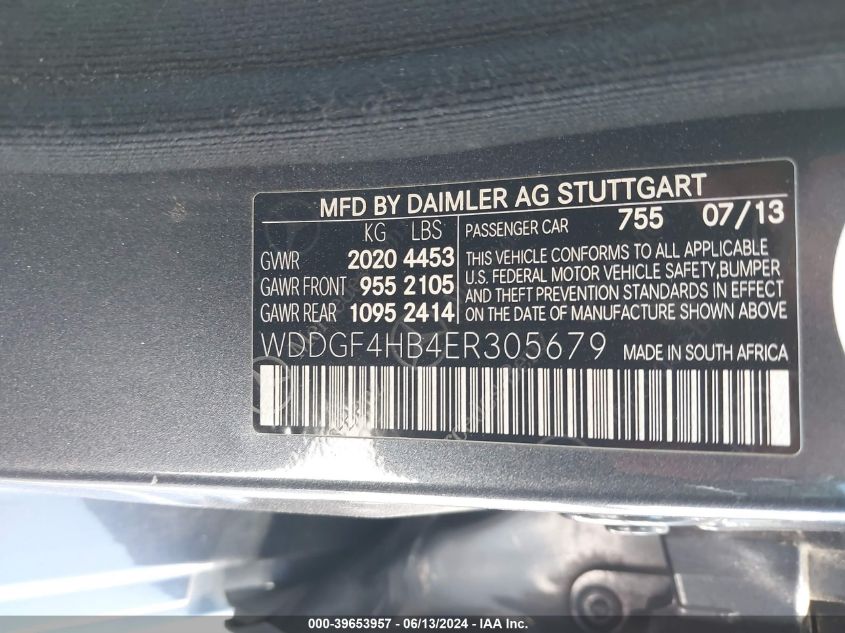 MFD BY DAIMLER AG STUTTGART
KG LBS
GVWR 2020 4453
GAWR FRONT 955 2105
GAWR REAR 1095 2414
PASSENGER CAR 755 07/13
THIS VEHICLE CONFORMS TO ALL APPLICABLE
U.S. FEDERAL MOTOR VEHICLE SAFETY,BUMPER
AND THEFT PREVENTION STANDARDS IN EFFECT
ON THE DATE OF MANUFACTURE SHOWN ABOVE
WDDGF4HB4ER305679 MADE IN SOUTH AFRICA
000-39653957 - 06/13/2024 - IAA Inc.